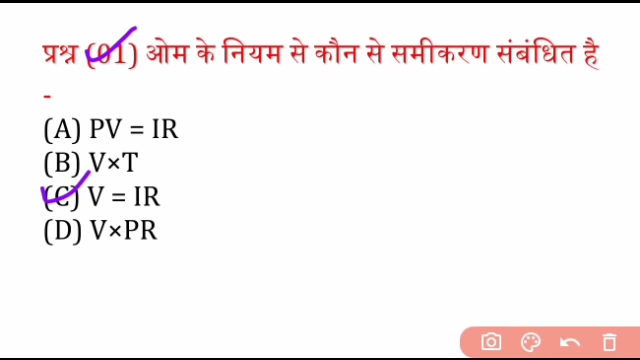 प्रश्न (01) ओम के नियम से कौन से समीकरण संबंधित है
-
(A) PV = IR
(B) V×T
(C) V = IR
(D) V×PR